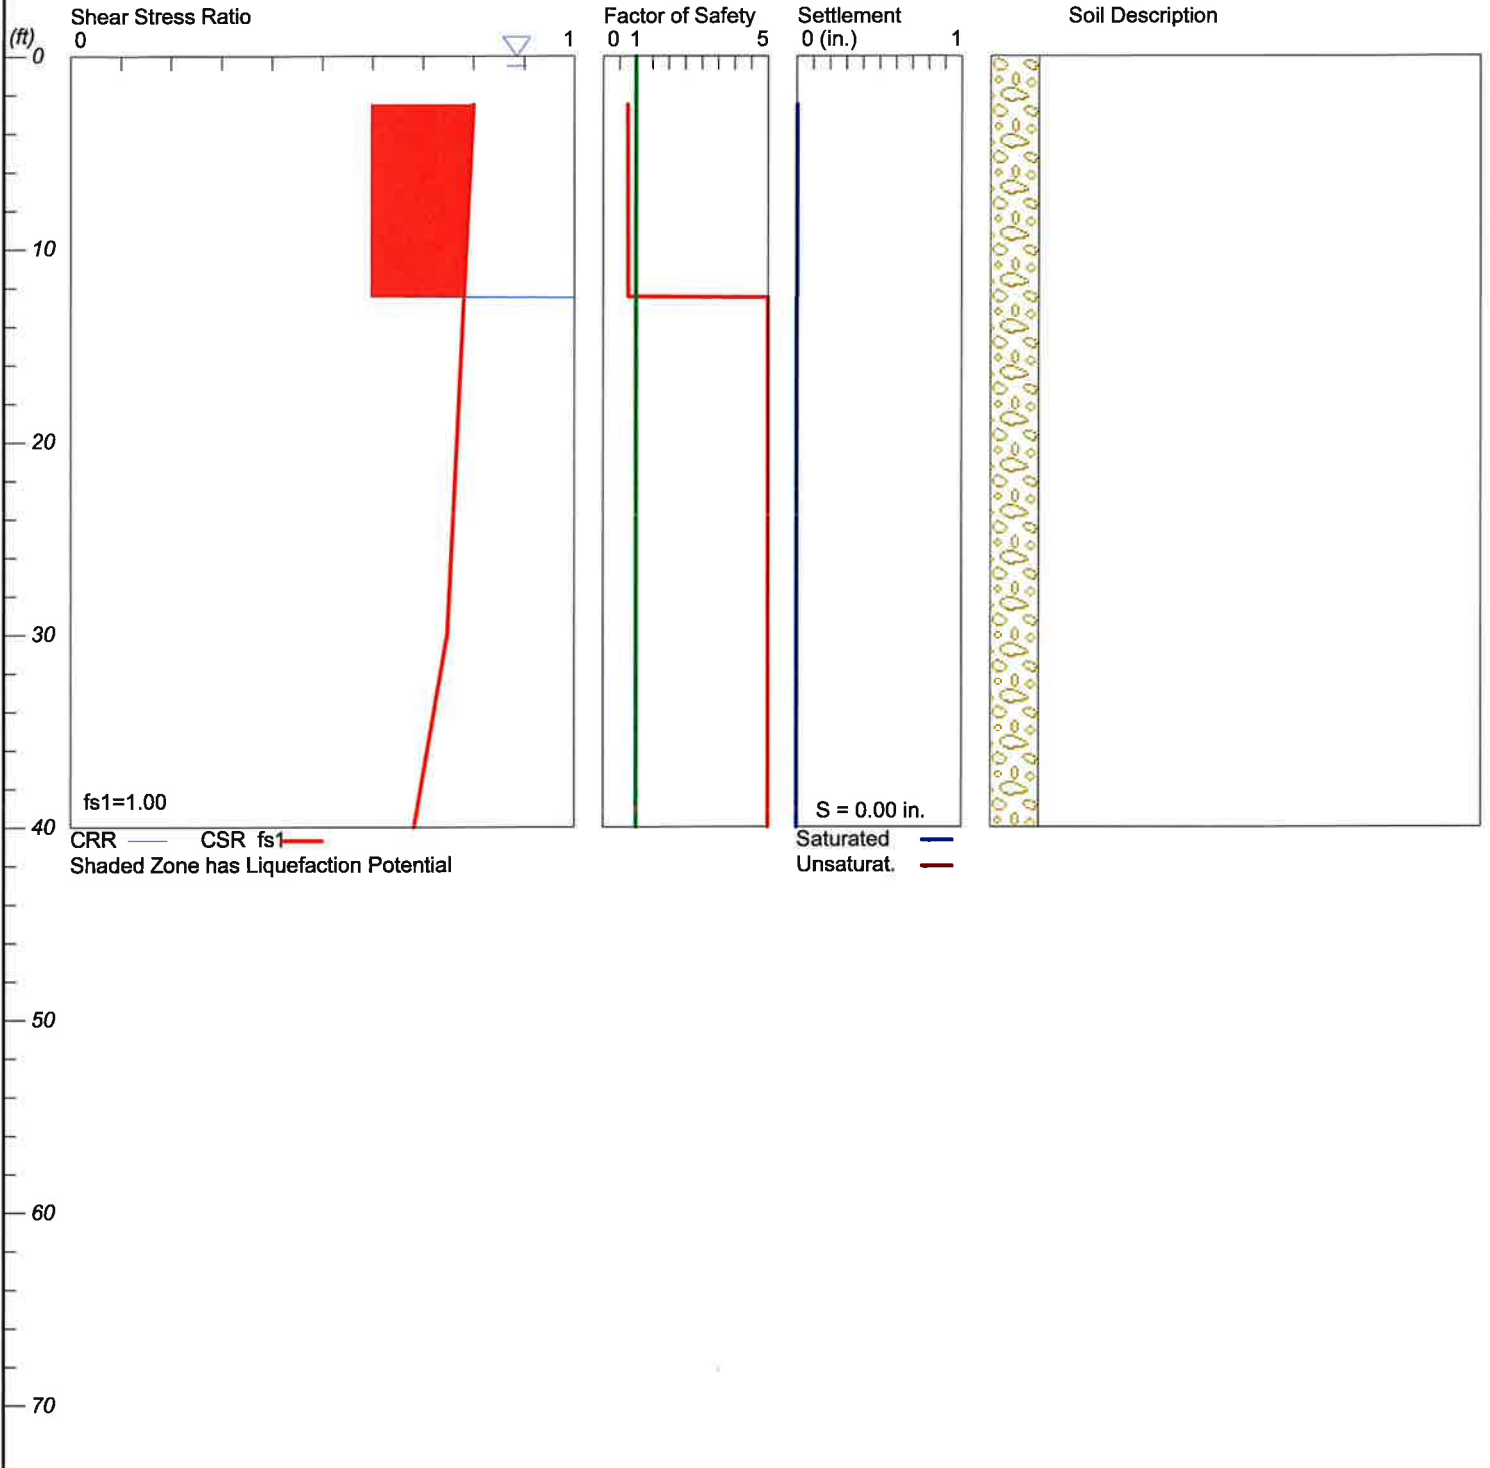 Shear Stress Ratio Factor of Safety Settlement Soil Description
(ft) 0 1 0 1 5 0 (in.) 1
0
10
20
30
fs1=1.00 S = 0.00 in.
40
CRR CSR fs1 Saturated
Shaded Zone has Liquefaction Potential Unsaturat.
50
60
70